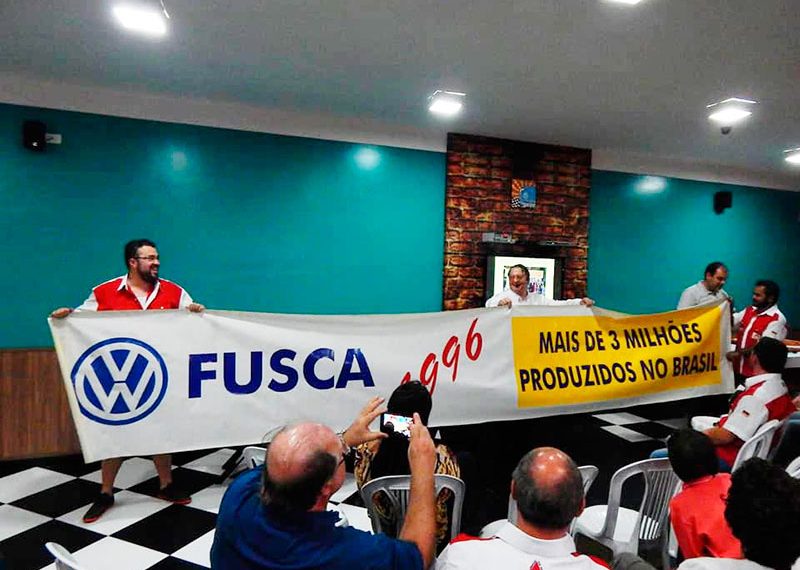 VW FUSCA 1996
MAIS DE 3 MILHÕES
PRODUZIDOS NO BRASIL